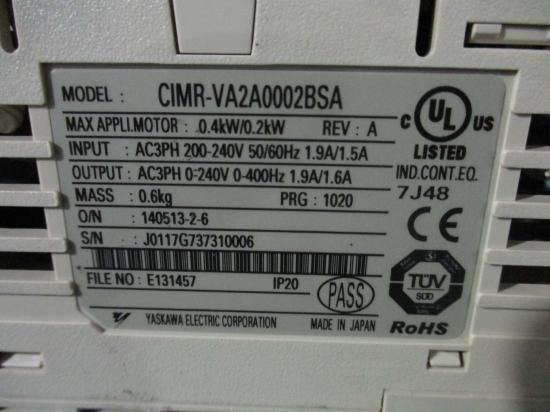 MODEL : CIMR-VA2A0002BSA
MAX APPLI.MOTOR : 0.4kW/0.2kW REV : A
INPUT : AC3PH 200-240V 50/60Hz 1.9A/1.5A
OUTPUT : AC3PH 0-240V 0-400Hz 1.9A/1.6A
MASS : 0.6kg PRG : 1020
O/N : 140513-2-6
S/N : J0117G737310006
FILE NO : E131457 IP20
PASS
YASKAWA ELECTRIC CORPORATION MADE IN JAPAN
C UL US
LISTED
IND.CONT.EQ.
7J48
CE
TÜV
SÜD
RoHS